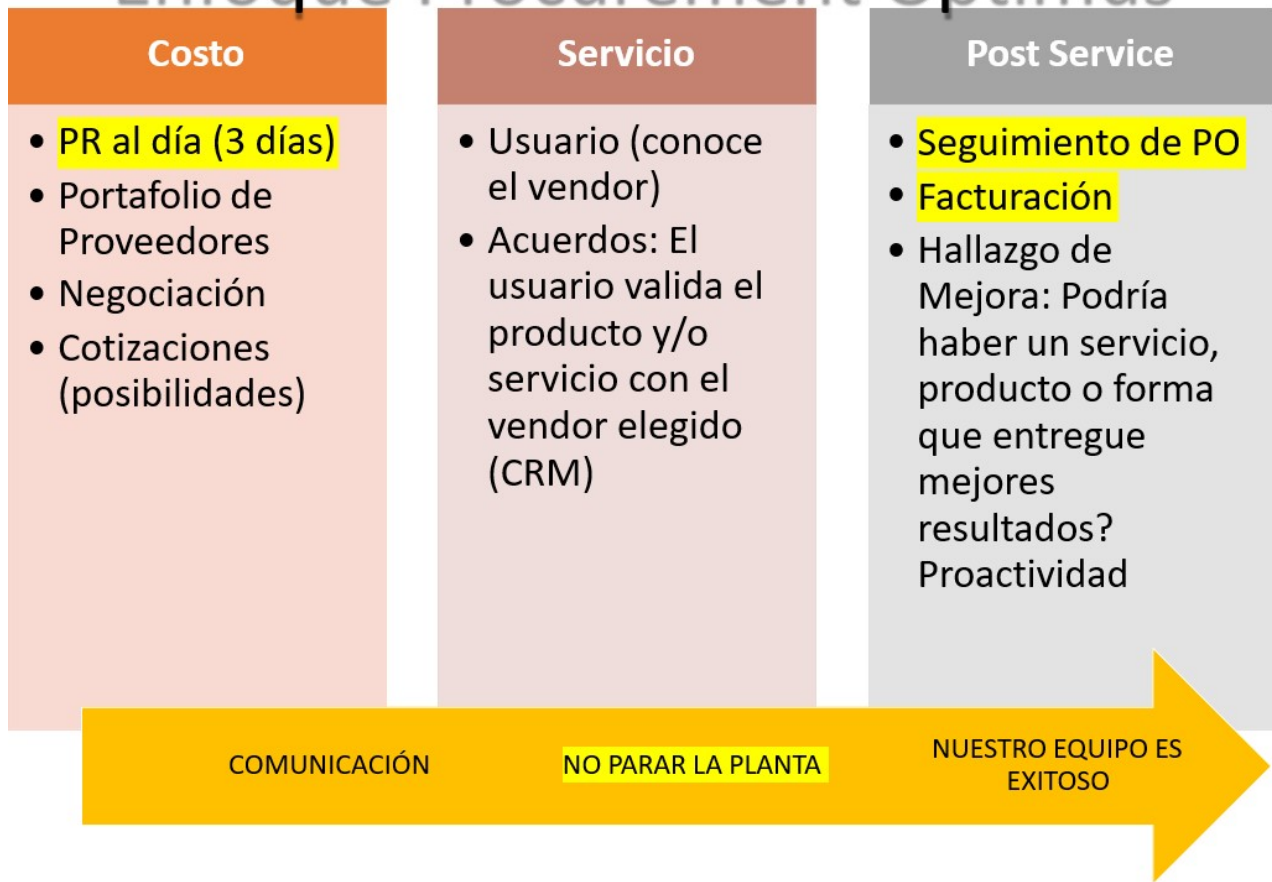 Enfoque Procurement Optimus
Costo
• PR al día (3 días)
• Portafolio de
Proveedores
• Negociación
• Cotizaciones
(posibilidades)
Servicio
• Usuario (conoce
el vendor)
• Acuerdos: El
usuario valida el
producto y/o
servicio con el
vendor elegido
(CRM)
Post Service
• Seguimiento de PO
• Facturación
• Hallazgo de
Mejora: Podría
haber un servicio,
producto o forma
que entregue
mejores
resultados?
Proactividad
COMUNICACIÓN
NO PARAR LA PLANTA
NUESTRO EQUIPO ES
EXITOSO